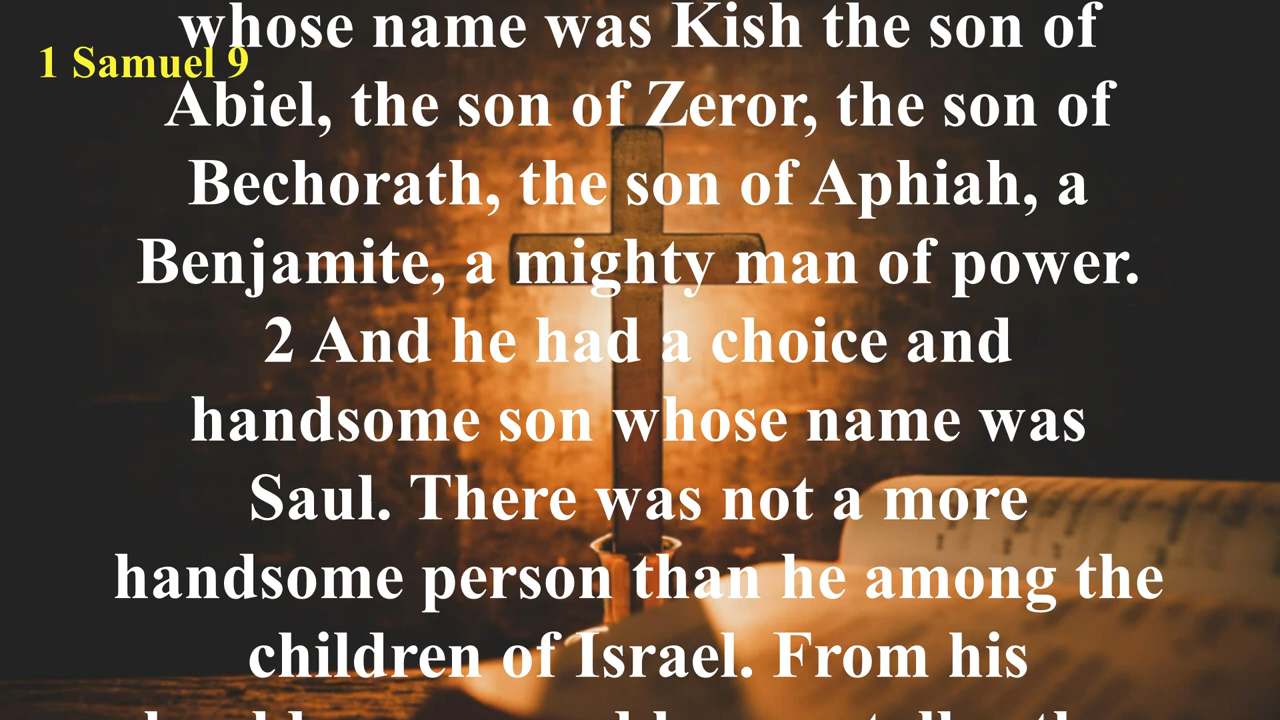 whose name was Kish the son of
1 Samuel 9
Abiel, the son of Zeror, the son of
Bechorath, the son of Aphiah, a
Benjamite, a mighty man of power.
2 And he had a choice and
handsome son whose name was
Saul. There was not a more
handsome person than he among the
children of Israel. From his